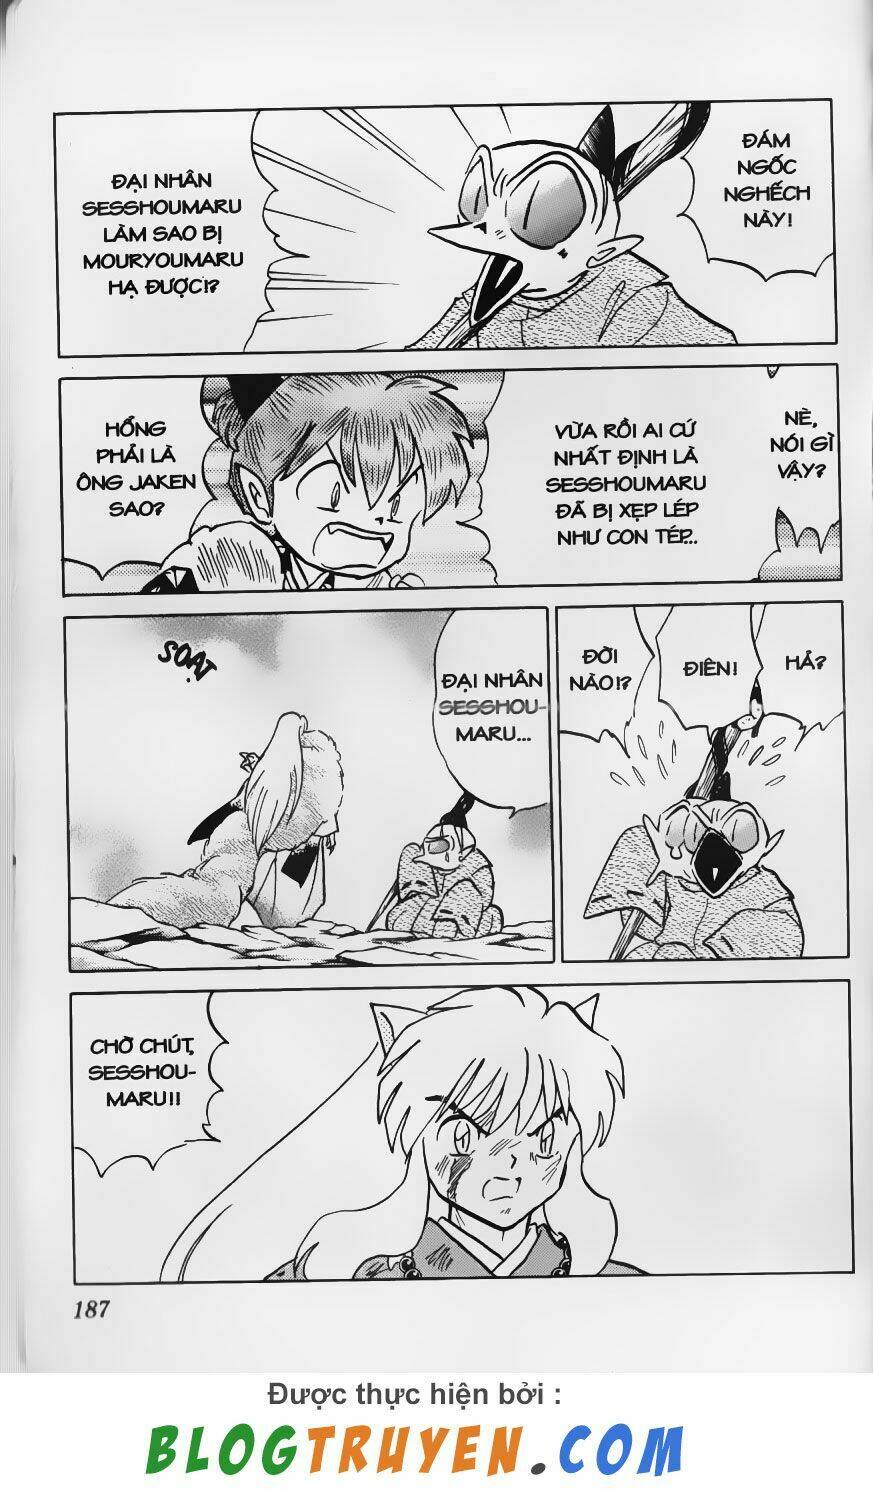 ĐÁM
NGỐC
NGHẾCH
NÀY!
ĐẠI NHÂN
SESSHOUMARU
LÀM SAO BỊ
MOURYOUMARU
HẠ ĐƯỢC!?
NÈ,
NÓI GÌ
VẬY?
VỪA RỒI AI CỨ
NHẤT ĐỊNH LÀ
SESSHOUMARU
ĐÃ BỊ XẸP LÉP
NHƯ CON TÉP...
HỔNG
PHẢI LÀ
ÔNG JAKEN
SAO?
HẢ?
ĐIÊN!
ĐỜI
NÀO!?
ĐẠI NHÂN
SESSHOU-
MARU...
SOẠT
CHỜ CHÚT,
SESSHOU-
MARU!!
187
Được thực hiện bởi :
BLOGTRUYEN.COM